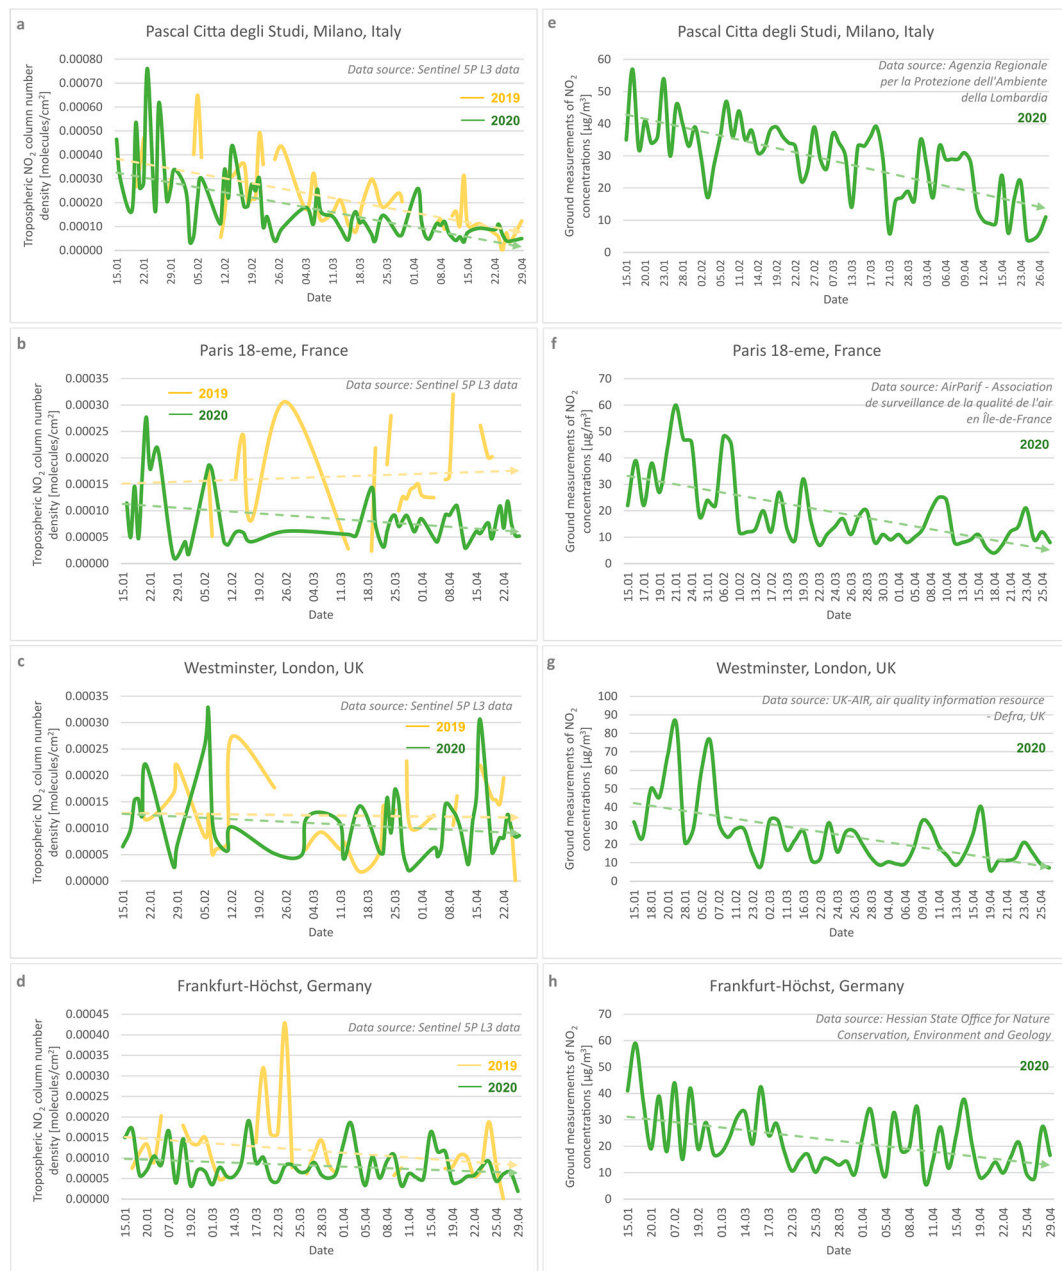 a
Pascal Citta degli Studi, Milano, Italy
Data source: Sentinel 5P L3 data
2019
2020
Tropospheric NO2 column number
density [molecules/cm²]
0.00080
0.00070
0.00060
0.00050
0.00040
0.00030
0.00020
0.00010
0.00000
15.01 22.01 29.01 05.02 12.02 19.02 26.02 04.03 11.03 18.03 25.03 01.04 08.04 15.04 22.04 29.04
Date
e
Pascal Citta degli Studi, Milano, Italy
Data source: Agenzia Regionale
per la Protezione dell'Ambiente
della Lombardia
2020
Ground measurements of NO2
concentrations [µg/m³]
60
50
40
30
20
10
0
15.01 20.01 23.01 28.01 02.02 05.02 08.02 11.02 14.02 19.02 22.02 27.02 07.03 12.03 17.03 20.03 28.03 31.03 03.04 06.04 09.04 12.04 15.04 23.04 26.04
Date
b
Paris 18-eme, France
Data source: Sentinel 5P L3 data
2019
2020
Tropospheric NO2 column number
density [molecules/cm²]
0.00035
0.00030
0.00025
0.00020
0.00015
0.00010
0.00005
0.00000
15.01 22.01 29.01 05.02 12.02 19.02 26.02 04.03 11.03 18.03 25.03 01.04 08.04 15.04 22.04
Date
f
Paris 18-eme, France
Data source: AirParif - Association
de surveillance de la qualité de l'air
en Île-de-France
2020
Ground measurements of NO2
concentrations [µg/m³]
70
60
50
40
30
20
10
0
15.01 17.01 19.01 21.01 24.01 31.01 06.02 10.02 13.02 17.02 19.03 22.03 24.03 26.03 28.03 30.03 01.04 05.04 08.04 10.04 13.04 15.04 18.04 21.04 23.04 25.04
Date
c
Westminster, London, UK
Data source: Sentinel 5P L3 data
2019
2020
Tropospheric NO2 column number
density [molecules/cm²]
0.00035
0.00030
0.00025
0.00020
0.00015
0.00010
0.00005
0.00000
15.01 22.01 29.01 05.02 12.02 19.02 26.02 04.03 11.03 18.03 25.03 01.04 08.04 15.04 22.04
Date
g
Westminster, London, UK
Data source: UK-AIR, air quality information resource
- Defra, UK
2020
Ground measurements of NO2
concentrations [µg/m³]
100
90
80
70
60
50
40
30
20
10
0
15.01 18.01 20.01 28.01 05.02 07.02 11.02 23.02 02.03 12.03 16.03 18.03 23.03 26.03 28.03 04.04 06.04 09.04 13.04 15.04 17.04 19.04 21.04 23.04 25.04
Date
d
Frankfurt-Höchst, Germany
Data source: Sentinel 5P L3 data
2019
2020
Tropospheric NO2 column number
density [molecules/cm²]
0.00045
0.00040
0.00035
0.00030
0.00025
0.00020
0.00015
0.00010
0.00005
0.00000
15.01 20.01 07.02 19.02 01.03 14.03 17.03 22.03 25.03 28.03 01.04 05.04 08.04 11.04 16.04 19.04 22.04 25.04 29.04
Date
h
Frankfurt-Höchst, Germany
Data source: Hessian State Office for Nature
Conservation, Environment and Geology
2020
Ground measurements of NO2
concentrations [µg/m³]
70
60
50
40
30
20
10
0
15.01 20.01 07.02 19.02 01.03 14.03 17.03 22.03 25.03 28.03 01.04 05.04 08.04 11.04 16.04 19.04 22.04 25.04 29.04
Date